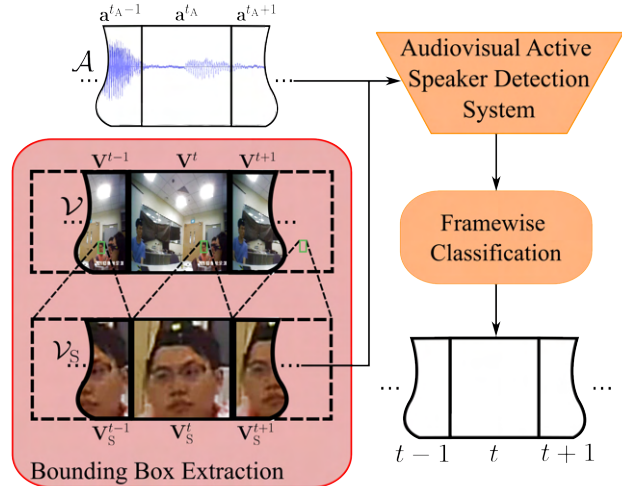 a^{t_A−1} a^{t_A} a^{t_A+1}
𝒜
... ...
Audiovisual Active
Speaker Detection
System
V^{t−1} V^t V^{t+1}
𝒱
... ...
Framewise
Classification
𝒱_S
... ...
V_S^{t−1} V_S^t V_S^{t+1}
Bounding Box Extraction
... ...
t − 1 t t + 1